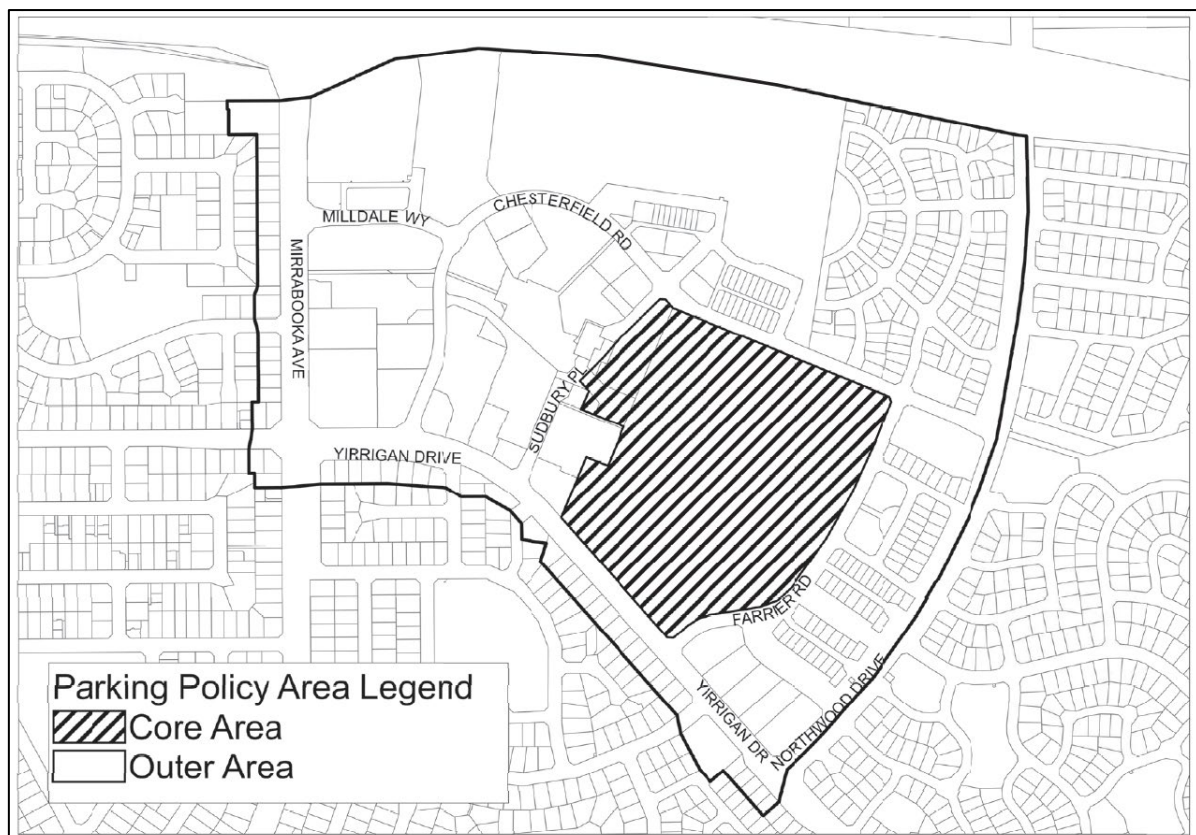 MILLDALE WY
CHESTERFIELD RD
MIRRABOOKA AVE
SUDBURY PL
YIRRIGAN DRIVE
FARRIER RD
YIRRIGAN DR
NORTHWOOD DRIVE
Parking Policy Area Legend
Core Area
Outer Area